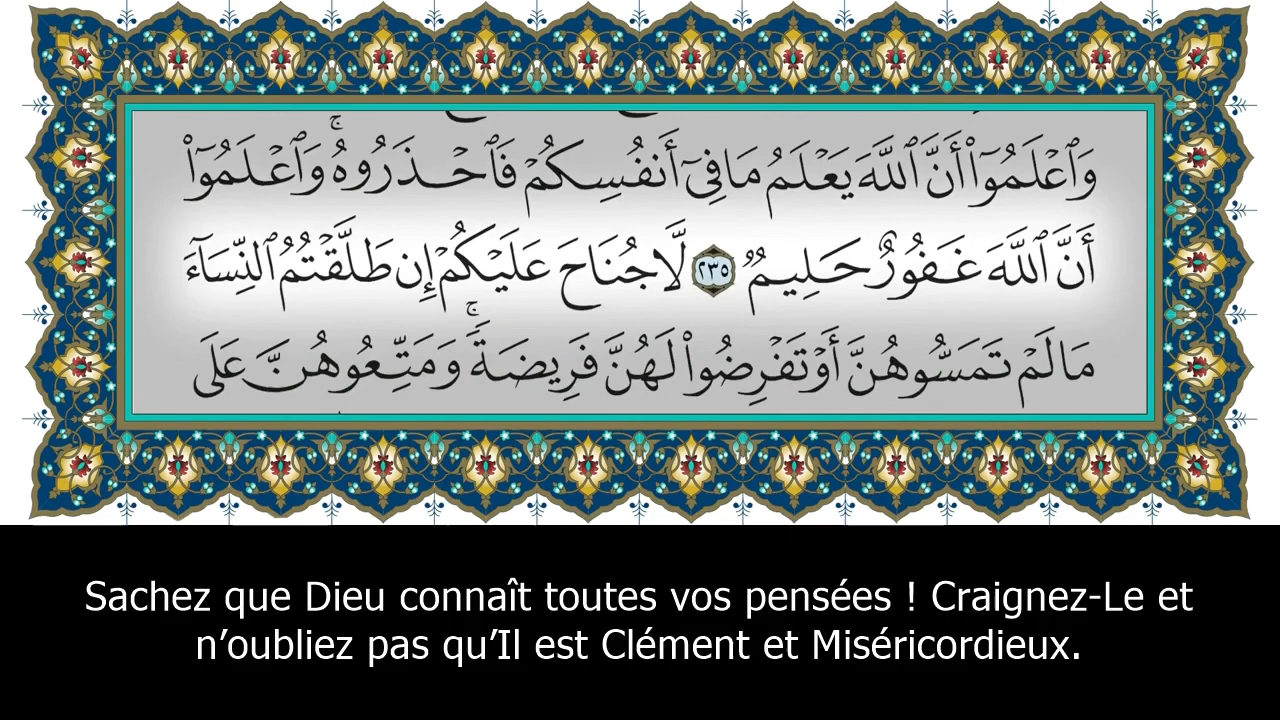 وَٱعْلَمُوٓا۟ أَنَّ ٱللَّهَ يَعْلَمُ مَا فِىٓ أَنفُسِكُمْ فَٱحْذَرُوهُ ۚ وَٱعْلَمُوٓا۟
أَنَّ ٱللَّهَ غَفُورٌ حَلِيمٌ ٢٣٥ لَّا جُنَاحَ عَلَيْكُمْ إِن طَلَّقْتُمُ ٱلنِّسَآءَ
مَا لَمْ تَمَسُّوهُنَّ أَوْ تَفْرِضُوا۟ لَهُنَّ فَرِيضَةً ۚ وَمَتِّعُوهُنَّ عَلَى
Sachez que Dieu connaît toutes vos pensées ! Craignez-Le et
n’oubliez pas qu’Il est Clément et Miséricordieux.